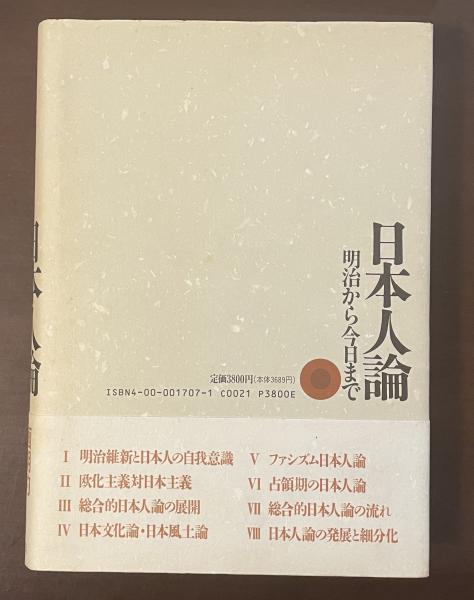 日本人論
明治から今日まで
定価3800円(本体3689円)
ISBN4-00-001707-1 C0021 P3800E
I 明治維新と日本人の自我意識
II 欧化主義対日本主義
III 総合的日本人論の展開
IV 日本文化論・日本風土論
V ファシズム日本人論
VI 占領期の日本人論
VII 総合的日本人論の流れ
VIII 日本人論の発展と細分化
日本人論